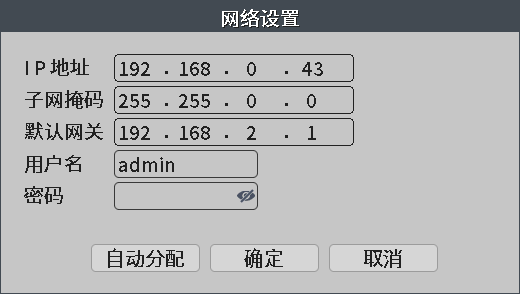 网络设置
IP地址 192 . 168 . 0 . 43
子网掩码 255 . 255 . 0 . 0
默认网关 192 . 168 . 2 . 1
用户名 admin
密码
自动分配 确定 取消